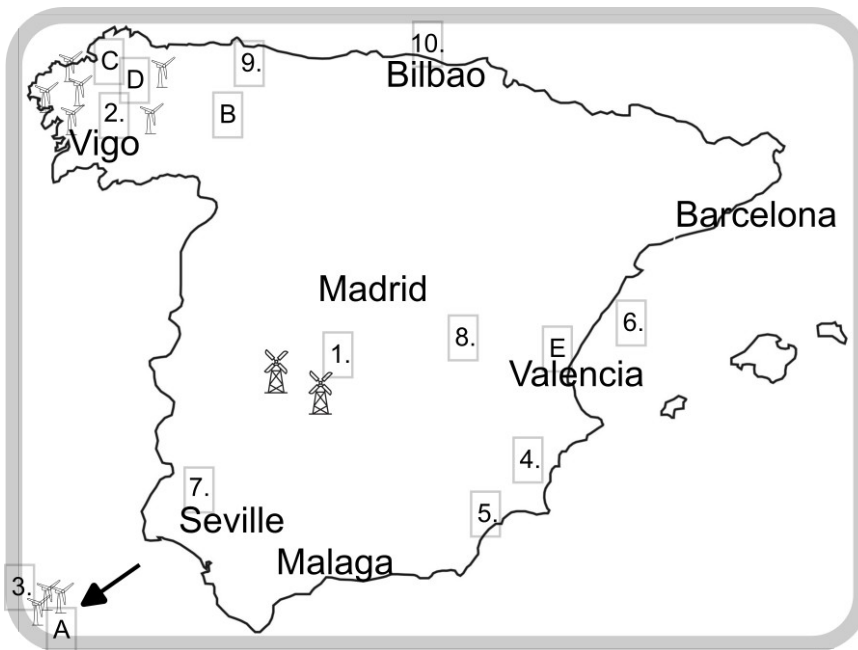 10.
C
9.
Bilbao
D
2.
B
Vigo
Barcelona
Madrid
6.
8.
1.
E
Valencia
4.
7.
5.
Seville
Malaga
3.
A